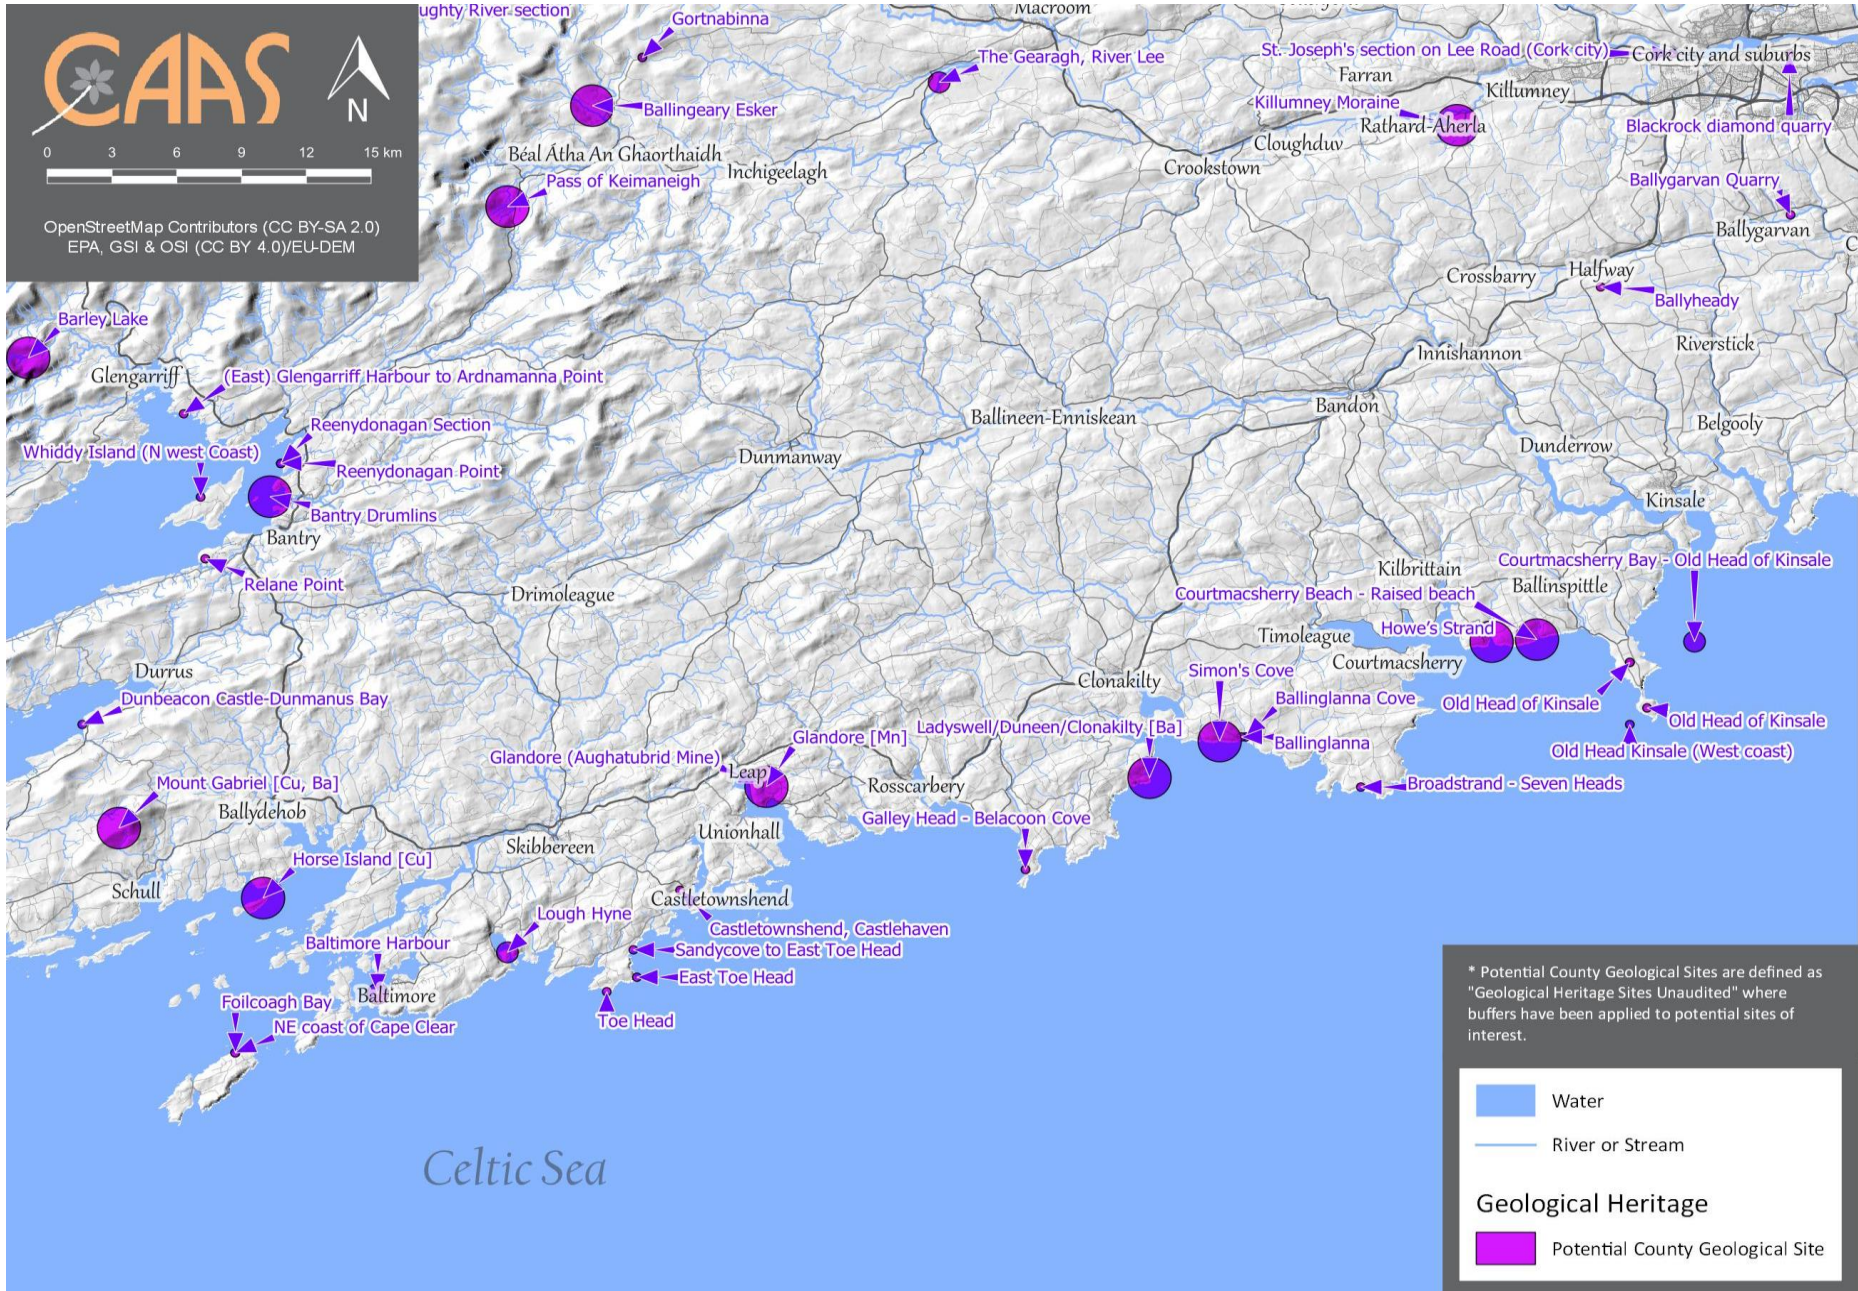 CAAS
N
0 3 6 9 12 15 km
OpenStreetMap Contributors (CC BY-SA 2.0)
EPA, GSI & OSI (CC BY 4.0)/EU-DEM
ughty River section
Gortnabinna
Macroom
The Gearagh, River Lee
St. Joseph's section on Lee Road (Cork city)
Cork city and suburbs
Farran
Killumney
Ballingeary Esker
Killumney Moraine
Rathard-Aherla
Blackrock diamond quarry
Cloughduv
Béal Átha An Ghaorthaidh
Inchigeelagh
Crookstown
Pass of Keimaneigh
Ballygarvan Quarry
Ballygarvan
Crossbarry
Halfway
Ballyheady
Barley Lake
Riverstick
Innishannon
Glengarriff
(East) Glengarriff Harbour to Ardnamanna Point
Bandon
Ballineen-Enniskean
Belgooly
Reenydonagan Section
Dunderrow
Whiddy Island (N west Coast)
Dunmanway
Reenydonagan Point
Kinsale
Bantry Drumlins
Bantry
Courtmacsherry Bay - Old Head of Kinsale
Kilbrittain
Relane Point
Ballinspittle
Drimoleague
Courtmacsherry Beach - Raised beach
Howe's Strand
Timoleague
Courtmacsherry
Durrus
Simon's Cove
Clonakilty
Dunbeacon Castle-Dunmanus Bay
Ballinglanna Cove
Old Head of Kinsale
Old Head of Kinsale
Ladyswell/Duneen/Clonakilty [Ba]
Glandore [Mn]
Ballinglanna
Old Head Kinsale (West coast)
Glandore (Aughatubrid Mine)
Leap
Mount Gabriel [Cu, Ba]
Rosscarbery
Broadstrand - Seven Heads
Ballydehob
Galley Head - Belacoon Cove
Unionhall
Skibbereen
Horse Island [Cu]
Schull
Castletownshend
Lough Hyne
Castletownshend, Castlehaven
Baltimore Harbour
Sandycove to East Toe Head
East Toe Head
Baltimore
Foilcoagh Bay
Toe Head
NE coast of Cape Clear
Celtic Sea
* Potential County Geological Sites are defined as
"Geological Heritage Sites Unaudited" where
buffers have been applied to potential sites of
interest.
Water
River or Stream
Geological Heritage
Potential County Geological Site